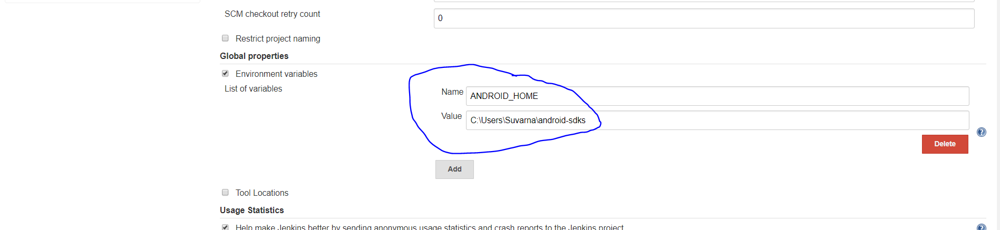 SCM checkout retry count
0
Restrict project naming
Global properties
Environment variables
List of variables
Name
ANDROID_HOME
Value
C:\Users\Suvarna\android-sdks
Delete
Add
Tool Locations
Usage Statistics
Help make Jenkins better by sending anonymous usage statistics and crash reports to the Jenkins project